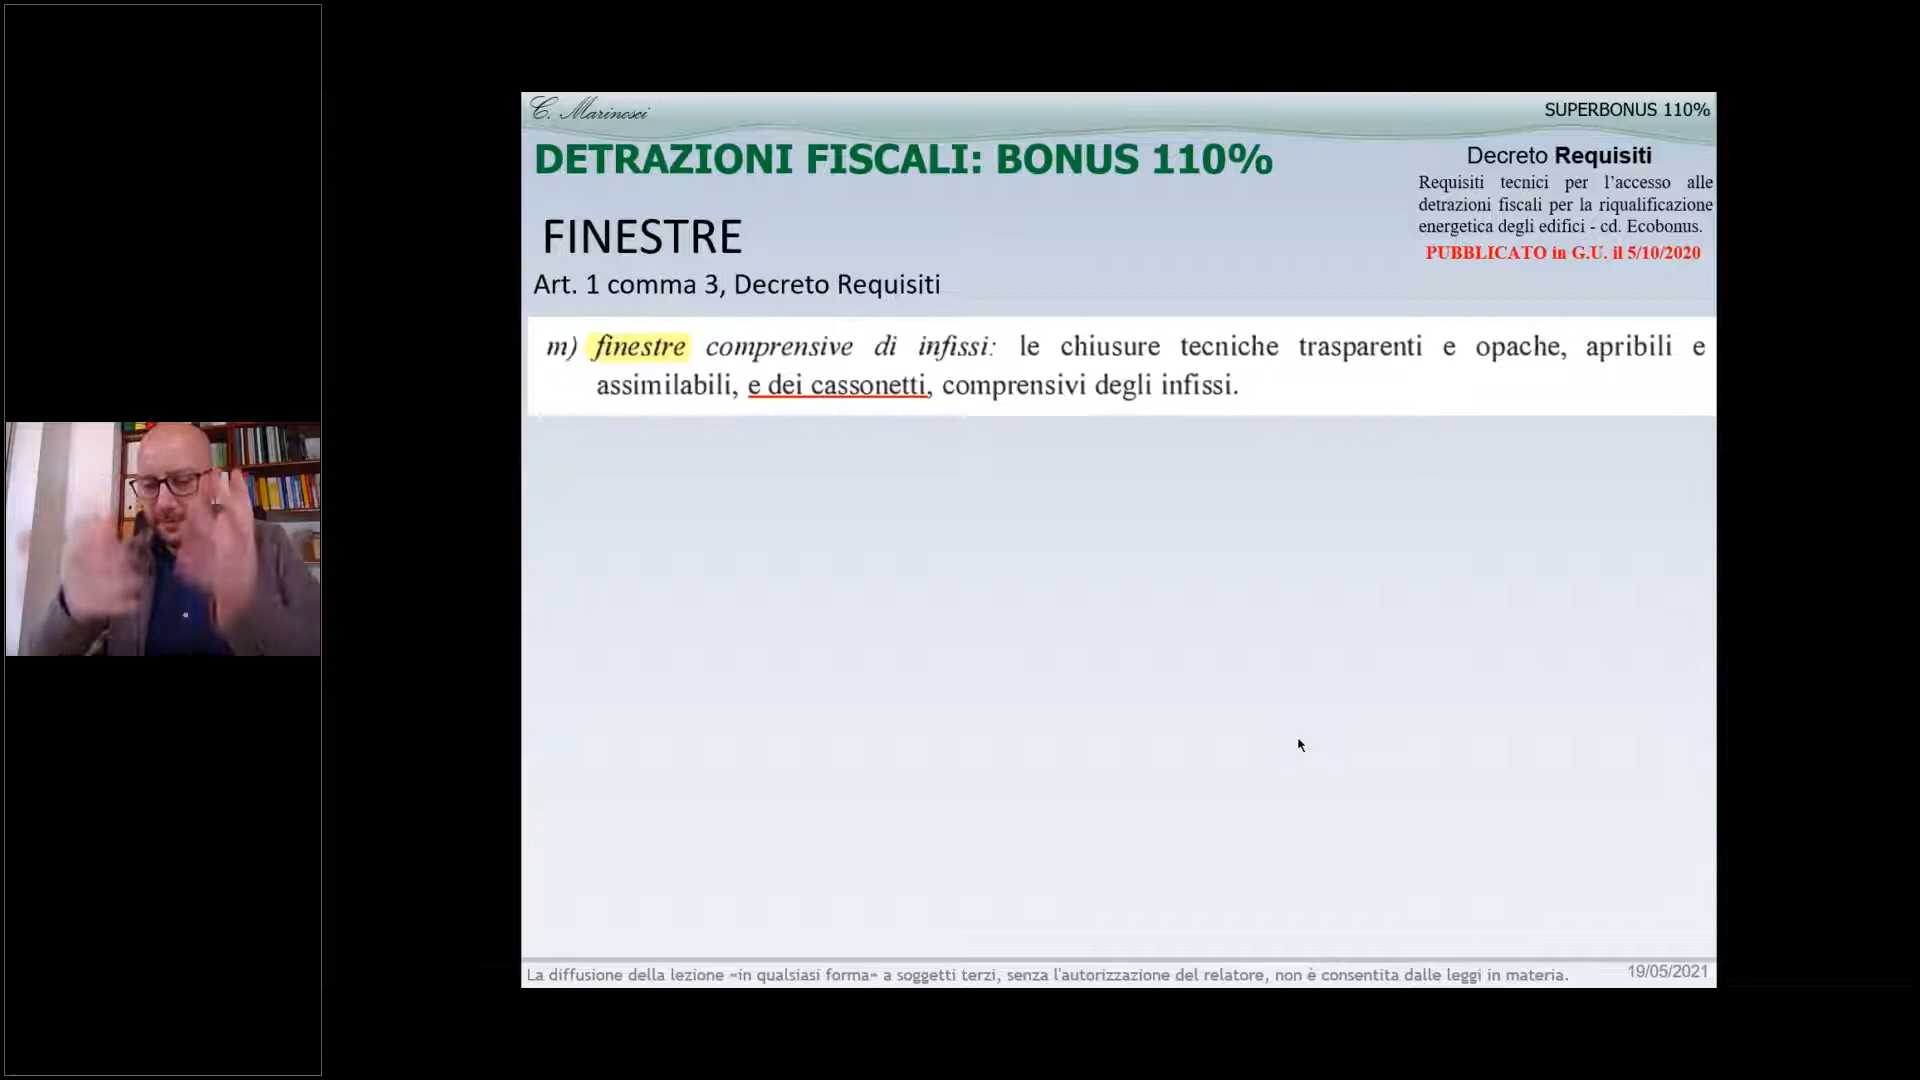 C. Marinosci
SUPERBONUS 110%
DETRAZIONI FISCALI: BONUS 110%
Decreto Requisiti
Requisiti tecnici per l’accesso alle
detrazioni fiscali per la riqualificazione
energetica degli edifici - cd. Ecobonus.
PUBBLICATO in G.U. il 5/10/2020
FINESTRE
Art. 1 comma 3, Decreto Requisiti
m) finestre comprensive di infissi: le chiusure tecniche trasparenti e opache, apribili e
assimilabili, e dei cassonetti, comprensivi degli infissi.
La diffusione della lezione «in qualsiasi forma» a soggetti terzi, senza l'autorizzazione del relatore, non è consentita dalle leggi in materia.
19/05/2021